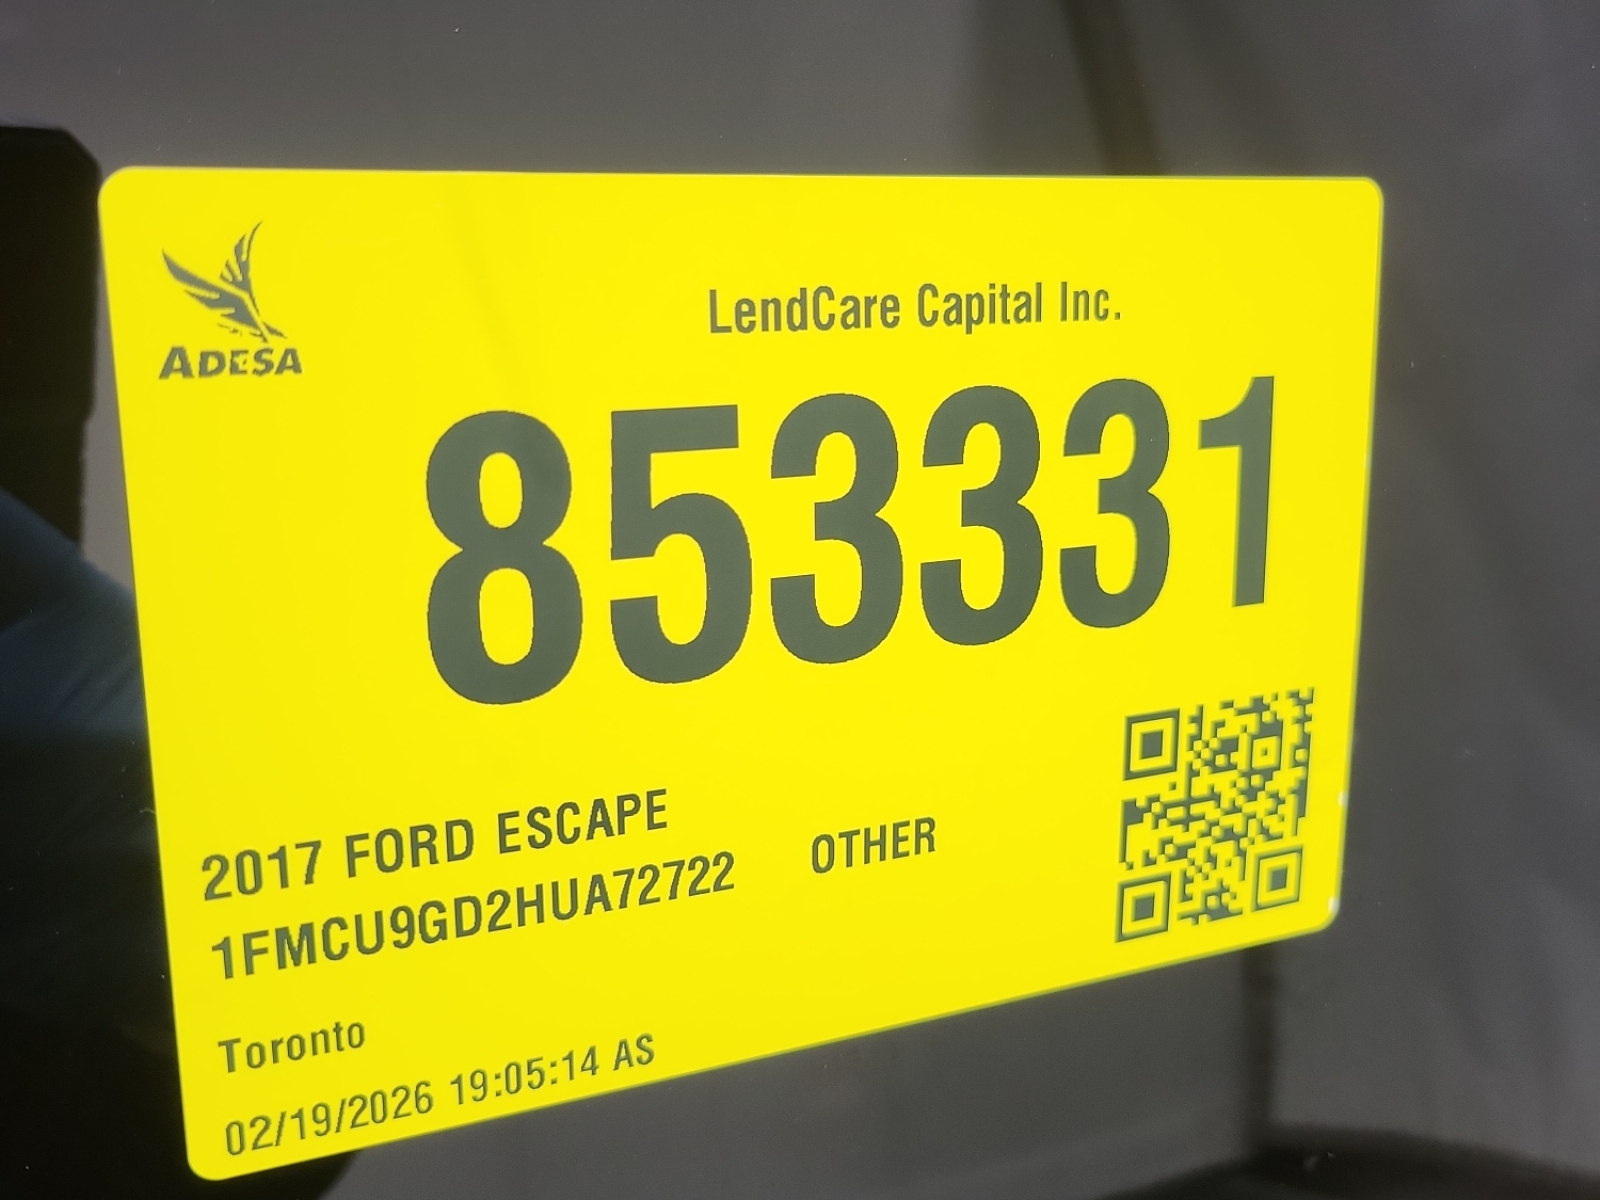 ADESA
LendCare Capital Inc.
853331
2017 FORD ESCAPE
1FMCU9GD2HUA72722
OTHER
Toronto
02/19/2026 19:05:14 AS